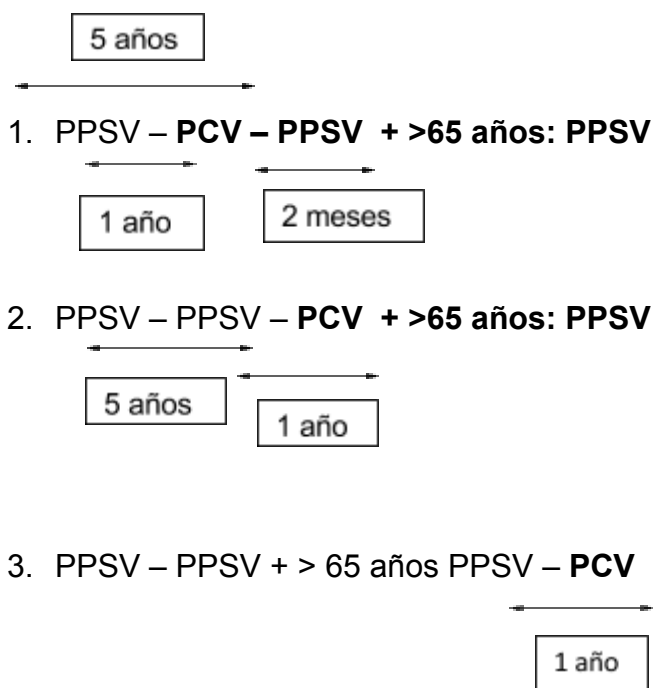 5 años
1. PPSV – PCV – PPSV + >65 años: PPSV
1 año
2 meses
2. PPSV – PPSV – PCV + >65 años: PPSV
5 años
1 año
3. PPSV – PPSV + > 65 años PPSV – PCV
1 año